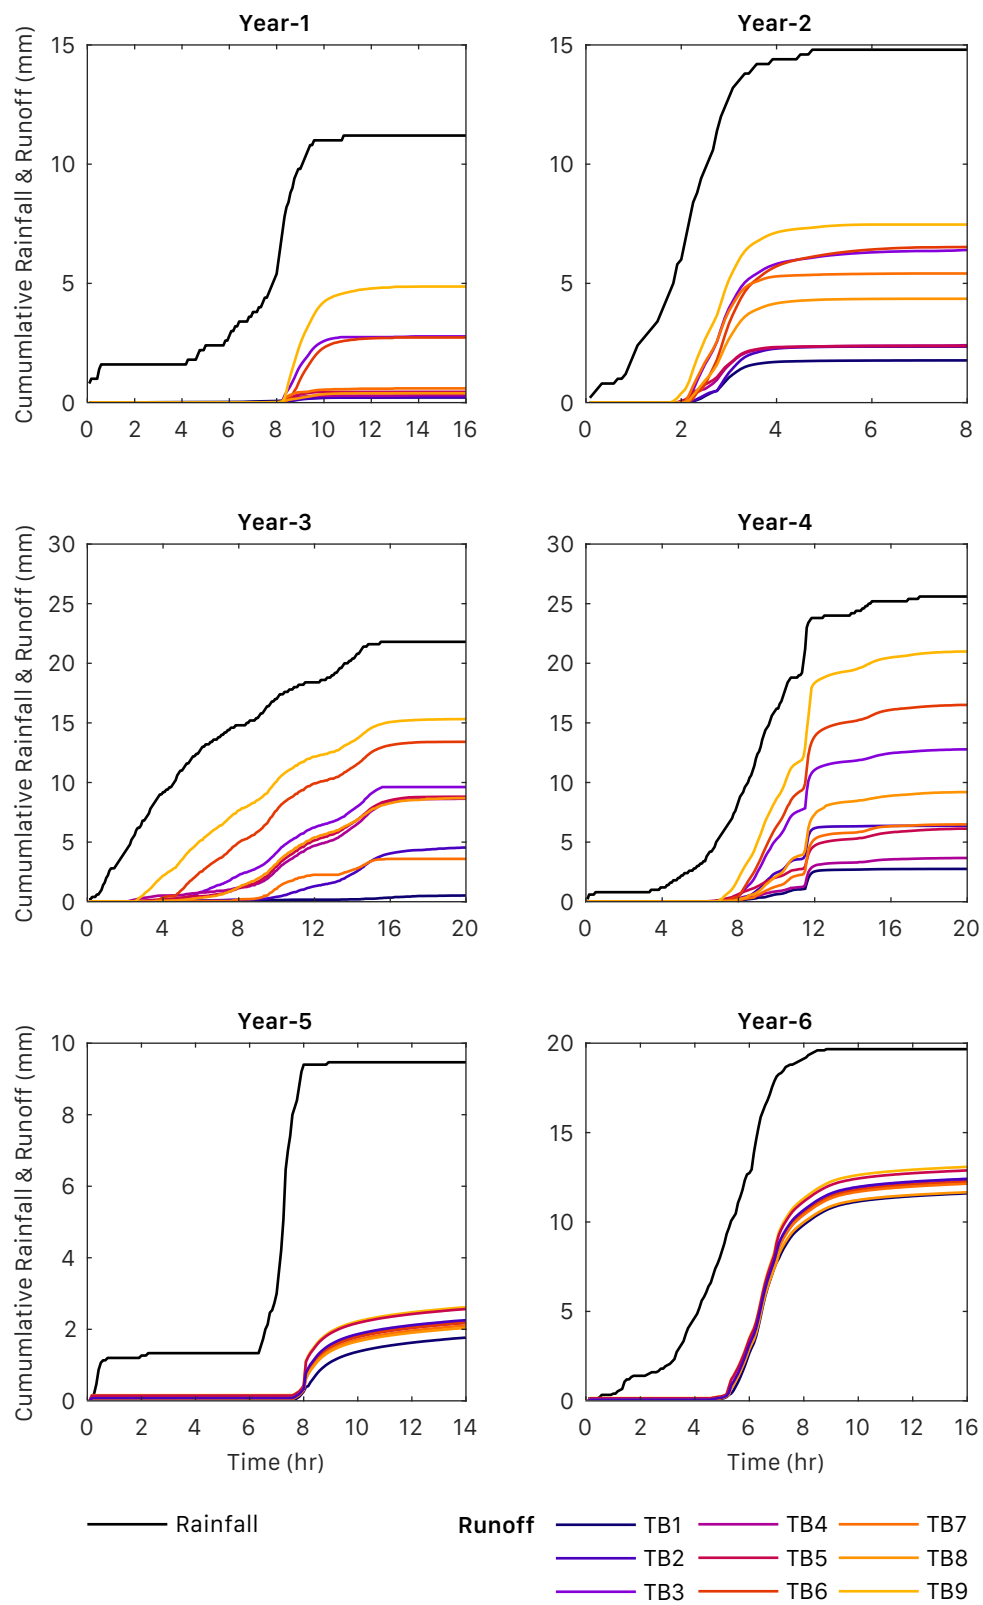 Year-1
Cumumlative Rainfall & Runoff (mm)
15
10
5
0
0 2 4 6 8 10 12 14 16
Year-2
15
10
5
0
0 2 4 6 8
Year-3
Cumumlative Rainfall & Runoff (mm)
30
25
20
15
10
5
0
0 4 8 12 16 20
Year-4
30
25
20
15
10
5
0
0 4 8 12 16 20
Year-5
Cumumlative Rainfall & Runoff (mm)
10
8
6
4
2
0
0 2 4 6 8 10 12 14
Time (hr)
Year-6
20
15
10
5
0
0 2 4 6 8 10 12 14 16
Time (hr)
Rainfall
Runoff
TB1 TB4 TB7
TB2 TB5 TB8
TB3 TB6 TB9